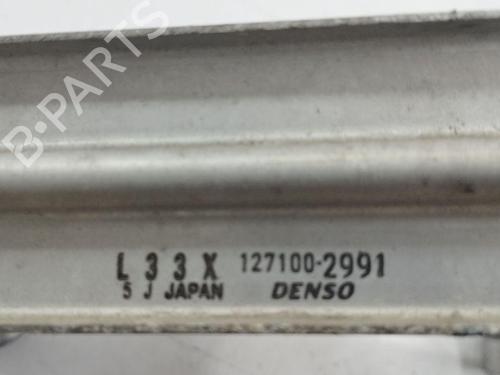 B-PARTS
L 3 3 X 127100-2991
5 J JAPAN DENSO